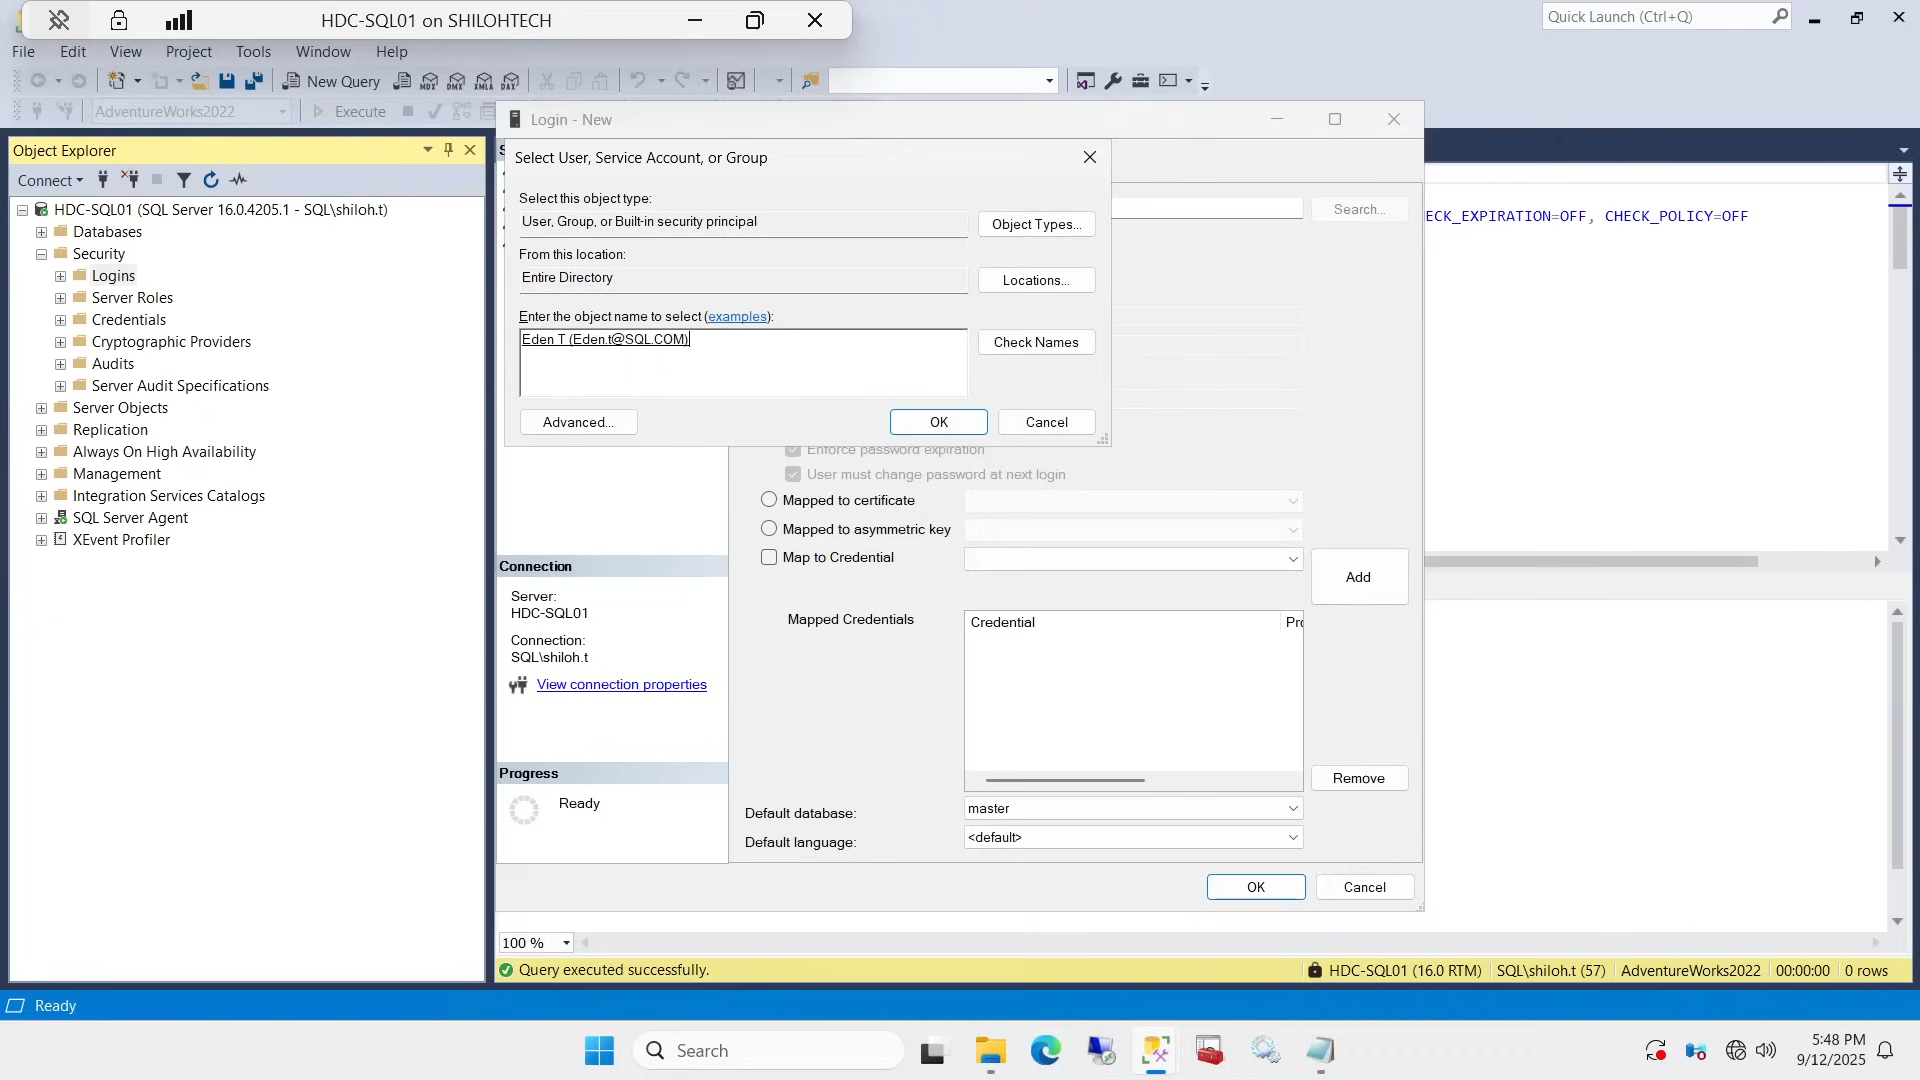 HDC-SQL01 on SHILOHTECH
Quick Launch (Ctrl+Q)
File Edit View Project Tools Window Help
New Query
MDX DMX XMLA DAX
AdventureWorks2022
Execute
Object Explorer
Connect
HDC-SQL01 (SQL Server 16.0.4205.1 - SQL\shiloh.t)
Databases
Security
Logins
Server Roles
Credentials
Cryptographic Providers
Audits
Server Audit Specifications
Server Objects
Replication
Always On High Availability
Management
Integration Services Catalogs
SQL Server Agent
XEvent Profiler
Login - New
Select User, Service Account, or Group
Select this object type:
User, Group, or Built-in security principal
Object Types...
From this location:
Entire Directory
Locations...
Enter the object name to select (examples):
Eden T (Eden.t@SQL.COM)
Check Names
Advanced...
OK
Cancel
Search...
ECK_EXPIRATION=OFF, CHECK_POLICY=OFF
Enforce password expiration
User must change password at next login
Mapped to certificate
Mapped to asymmetric key
Map to Credential
Add
Mapped Credentials
Credential
Pro
Remove
Default database:
master
Default language:
<default>
OK
Cancel
Connection
Server:
HDC-SQL01
Connection:
SQL\shiloh.t
View connection properties
Progress
Ready
100 %
Query executed successfully.
HDC-SQL01 (16.0 RTM) SQL\shiloh.t (57) AdventureWorks2022 00:00:00 0 rows
Ready
Search
5:48 PM
9/12/2025